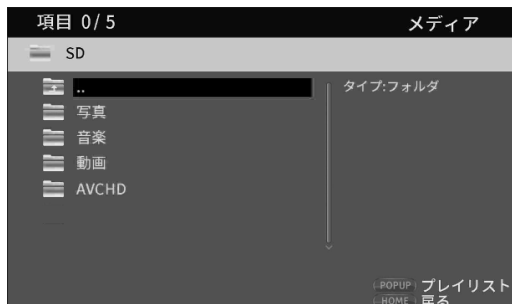 項目 0/5
メディア
SD
..
タイプ:フォルダ
写真
音楽
動画
AVCHD
POPUP プレイリスト
HOME 戻る